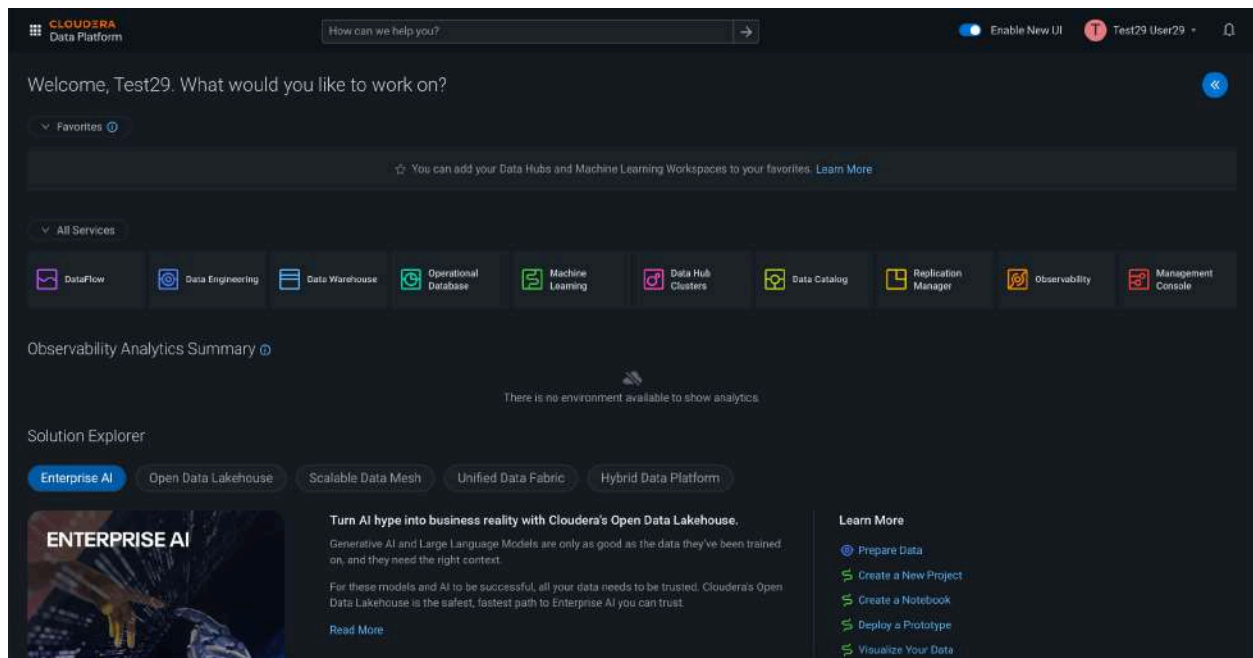 CLOUDERA
Data Platform
How can we help you?
Enable New UI
T
Test29 User29
Welcome, Test29. What would you like to work on?
Favorites
You can add your Data Hubs and Machine Learning Workspaces to your favorites. Learn More
All Services
DataFlow
Data Engineering
Data Warehouse
Operational
Database
Machine
Learning
Data Hub
Clusters
Data Catalog
Replication
Manager
Observability
Management
Console
Observability Analytics Summary
There is no environment available to show analytics.
Solution Explorer
Enterprise AI
Open Data Lakehouse
Scalable Data Mesh
Unified Data Fabric
Hybrid Data Platform
ENTERPRISE AI
Turn AI hype into business reality with Cloudera's Open Data Lakehouse.
Generative AI and Large Language Models are only as good as the data they've been trained
on, and they need the right context.
For these models and AI to be successful, all your data needs to be trusted. Cloudera's Open
Data Lakehouse is the safest, fastest path to Enterprise AI you can trust.
Read More
Learn More
Prepare Data
Create a New Project
Create a Notebook
Deploy a Prototype
Visualize Your Data